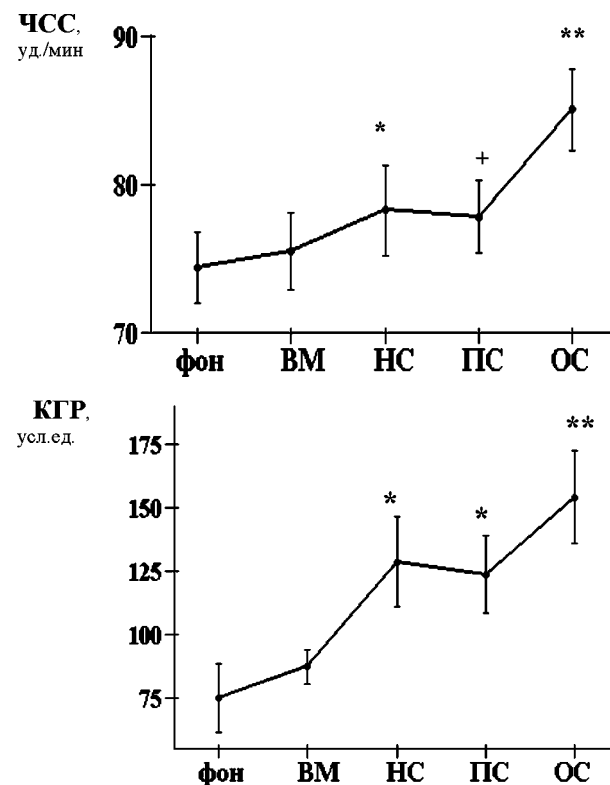 ЧСС,
уд./мин
90
**
*
+
80
70
фон ВМ НС ПС ОС
КГР,
усл.ед.
175
**
150
*
*
125
100
75
фон ВМ НС ПС ОС